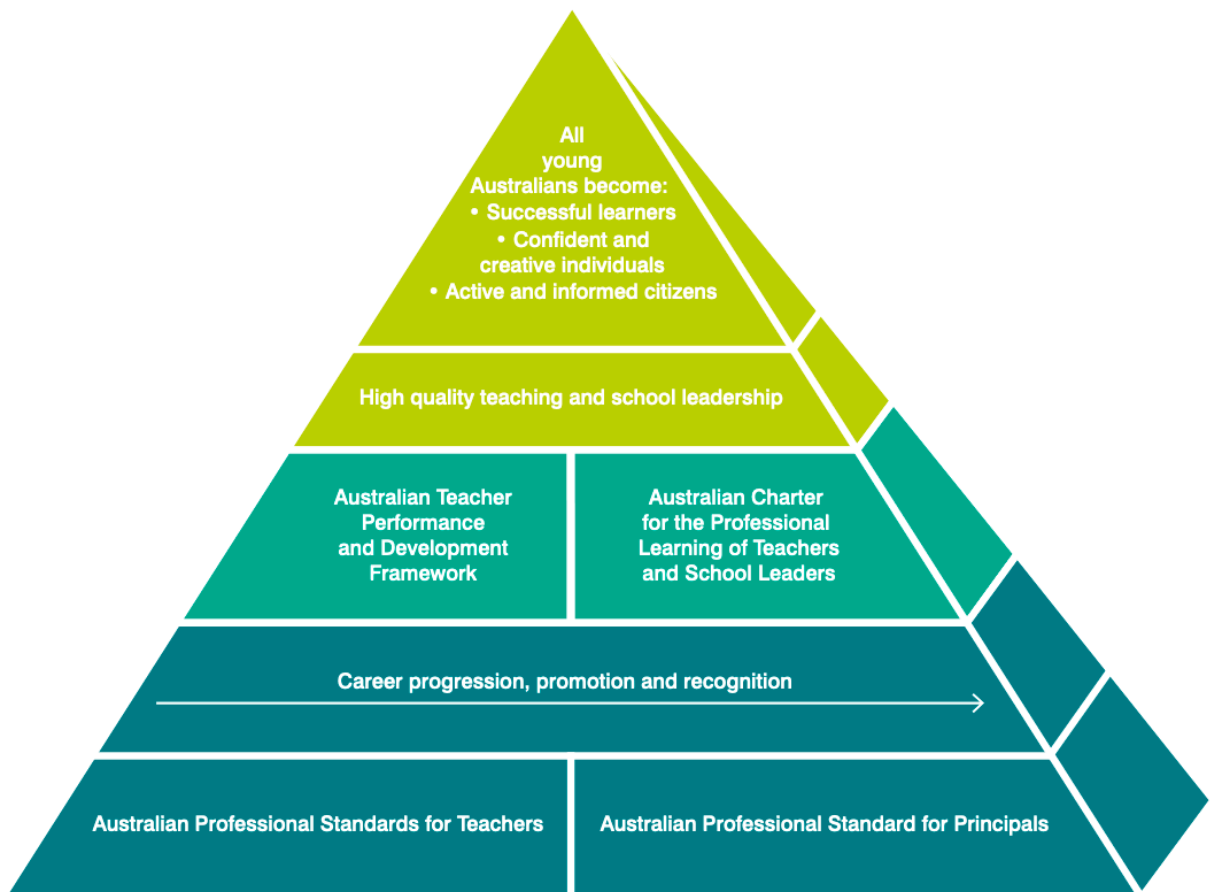 All
young
Australians become:
• Successful learners
• Confident and
creative individuals
• Active and informed citizens
High quality teaching and school leadership
Australian Teacher
Performance
and Development
Framework
Australian Charter
for the Professional
Learning of Teachers
and School Leaders
Career progression, promotion and recognition
Australian Professional Standards for Teachers
Australian Professional Standard for Principals